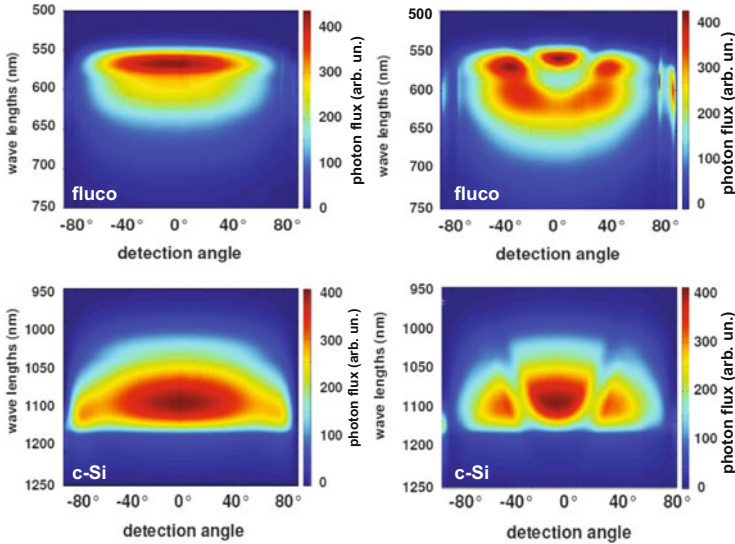 500
550
600
650
700
750
wave lengths (nm)
fluco
-80° -40° 0° 40° 80°
detection angle
400
300
200
100
0
photon flux (arb. un.)
500
550
600
650
700
750
wave lengths (nm)
fluco
-80° -40° 0° 40° 80°
detection angle
400
300
200
100
0
photon flux (arb. un.)
950
1000
1050
1100
1200
1250
wave lengths (nm)
c-Si
-80° -40° 0° 40° 80°
detection angle
400
300
200
100
0
photon flux (arb. un.)
950
1000
1050
1100
1200
1250
wave lengths (nm)
c-Si
-80° -40° 0° 40° 80°
detection angle
400
300
200
100
0
photon flux (arb. un.)